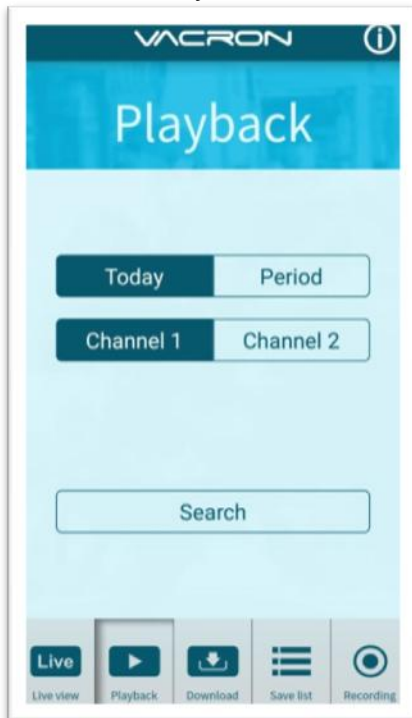 VACRON
Playback
Today Period
Channel 1 Channel 2
Search
Live
Live view Playback Download Save list Recording